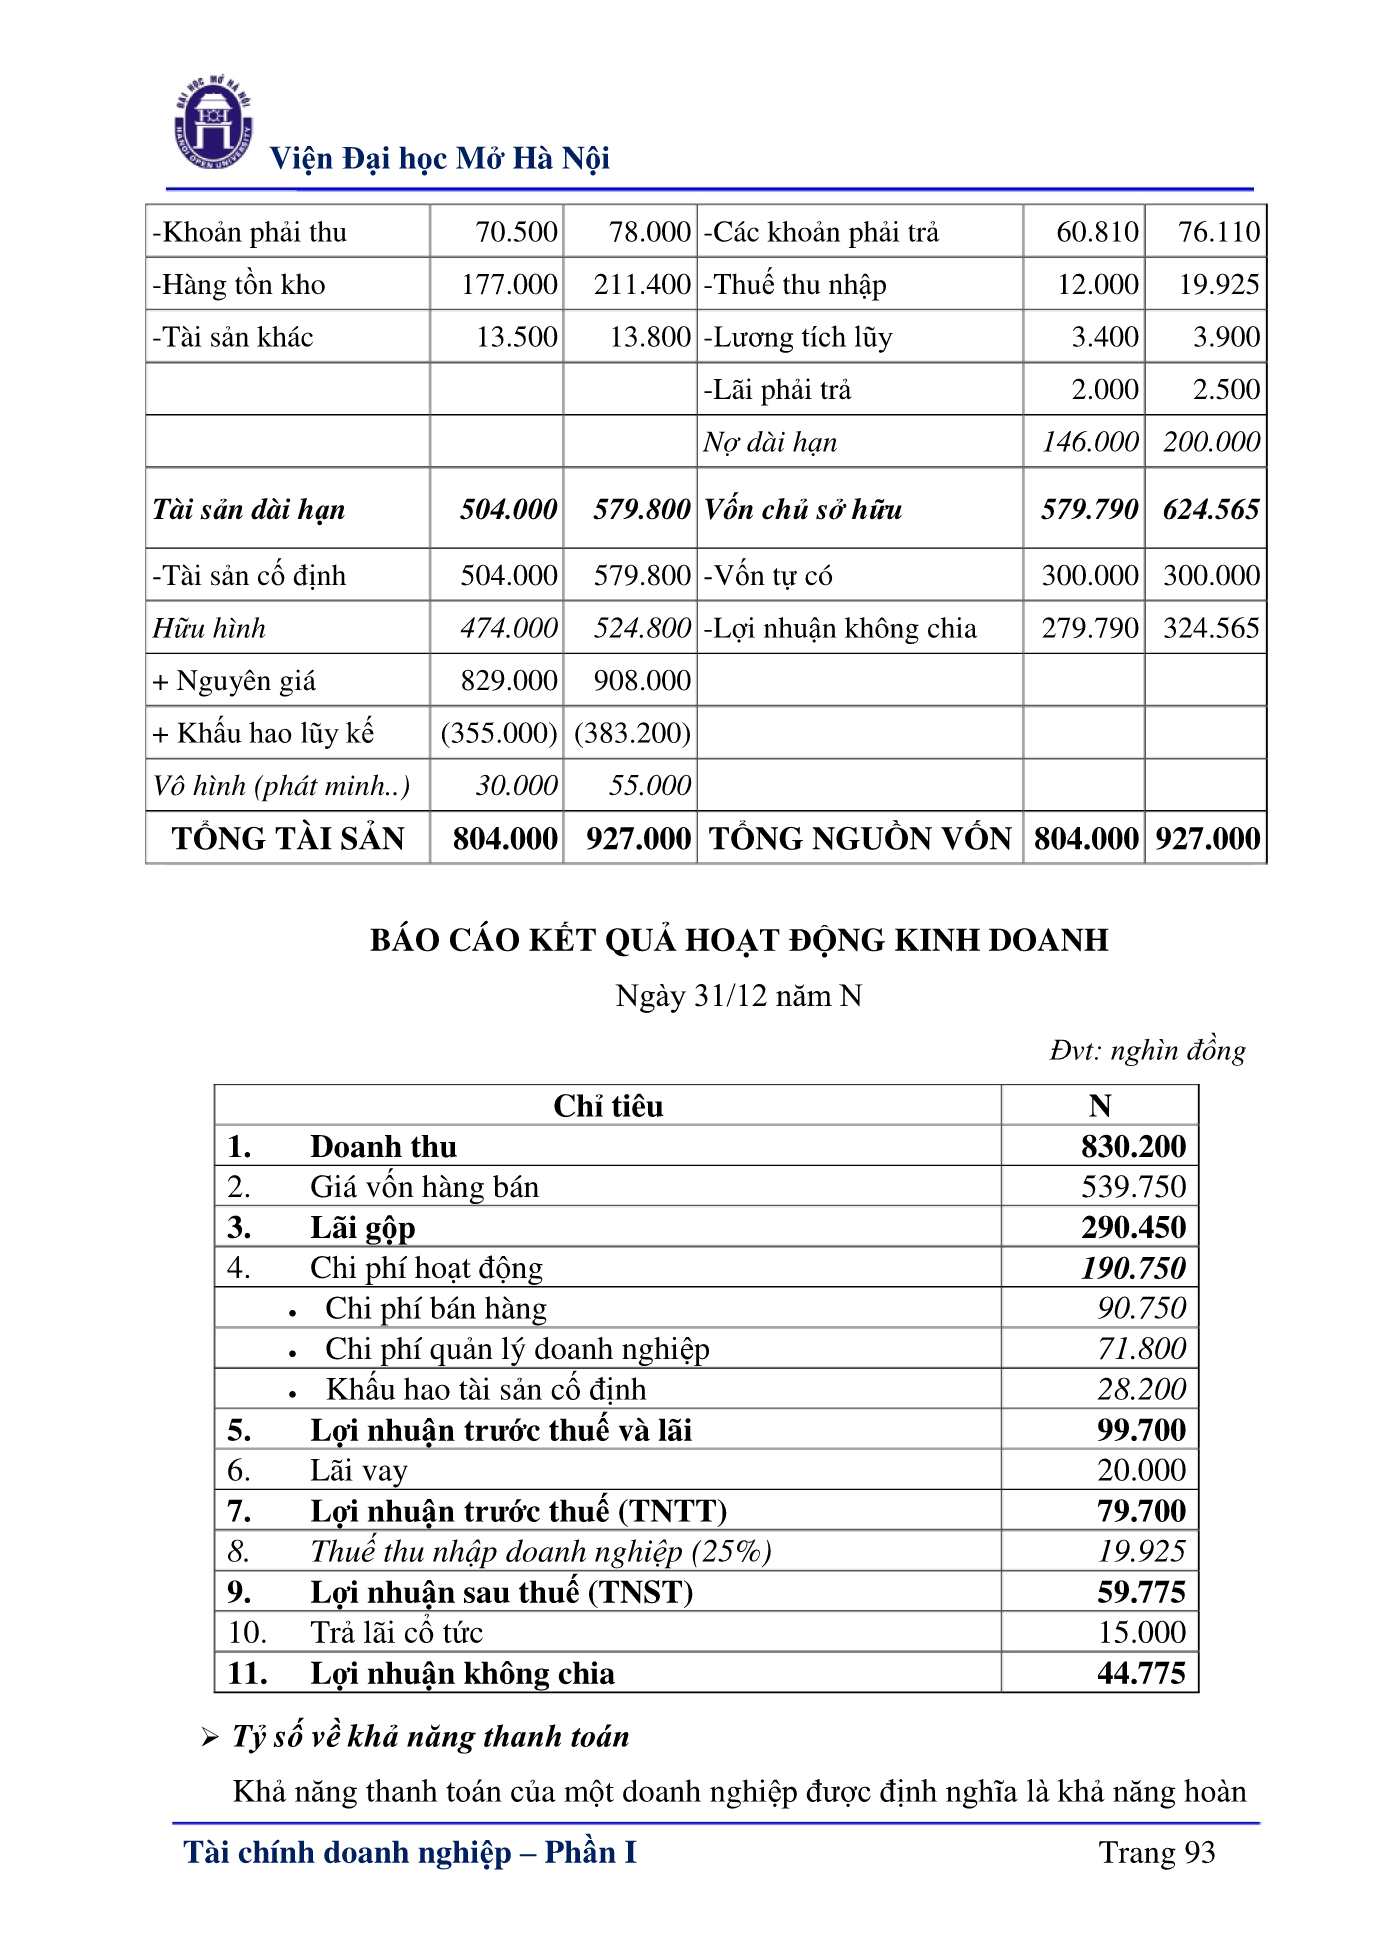 ĐẠI HỌC MỞ HÀ NỘI
HANOI OPEN UNIVERSITY
Viện Đại học Mở Hà Nội
-Khoản phải thu 70.500 78.000 -Các khoản phải trả 60.810 76.110
-Hàng tồn kho 177.000 211.400 -Thuế thu nhập 12.000 19.925
-Tài sản khác 13.500 13.800 -Lương tích lũy 3.400 3.900
-Lãi phải trả 2.000 2.500
Nợ dài hạn 146.000 200.000
Tài sản dài hạn 504.000 579.800 Vốn chủ sở hữu 579.790 624.565
-Tài sản cố định 504.000 579.800 -Vốn tự có 300.000 300.000
Hữu hình 474.000 524.800 -Lợi nhuận không chia 279.790 324.565
+ Nguyên giá 829.000 908.000
+ Khấu hao lũy kế (355.000) (383.200)
Vô hình (phát minh..) 30.000 55.000
TỔNG TÀI SẢN 804.000 927.000 TỔNG NGUỒN VỐN 804.000 927.000
BÁO CÁO KẾT QUẢ HOẠT ĐỘNG KINH DOANH
Ngày 31/12 năm N
Đvt: nghìn đồng
Chỉ tiêu N
1. Doanh thu 830.200
2. Giá vốn hàng bán 539.750
3. Lãi gộp 290.450
4. Chi phí hoạt động 190.750
• Chi phí bán hàng 90.750
• Chi phí quản lý doanh nghiệp 71.800
• Khấu hao tài sản cố định 28.200
5. Lợi nhuận trước thuế và lãi 99.700
6. Lãi vay 20.000
7. Lợi nhuận trước thuế (TNTT) 79.700
8. Thuế thu nhập doanh nghiệp (25%) 19.925
9. Lợi nhuận sau thuế (TNST) 59.775
10. Trả lãi cổ tức 15.000
11. Lợi nhuận không chia 44.775
➢ Tỷ số về khả năng thanh toán
Khả năng thanh toán của một doanh nghiệp được định nghĩa là khả năng hoàn
Tài chính doanh nghiệp – Phần I Trang 93